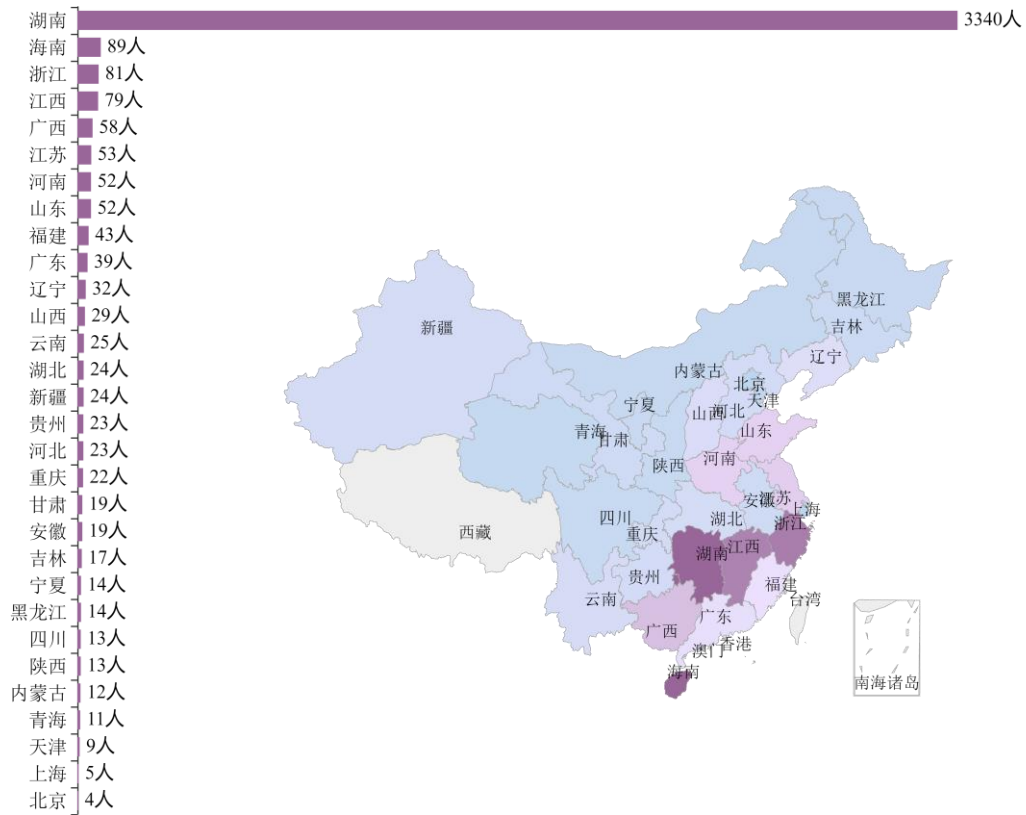 湖南 3340人
海南 89人
浙江 81人
江西 79人
广西 58人
江苏 53人
河南 52人
山东 52人
福建 43人
广东 39人
辽宁 32人
山西 29人
云南 25人
湖北 24人
新疆 24人
贵州 23人
河北 23人
重庆 22人
甘肃 19人
安徽 19人
吉林 17人
宁夏 14人
黑龙江 14人
四川 13人
陕西 13人
内蒙古 12人
青海 11人
天津 9人
上海 5人
北京 4人
黑龙江
新疆
吉林
辽宁
内蒙古
北京
天津
宁夏
山西
河北
青海
甘肃
山东
河南
陕西
安徽
江苏
上海
四川
湖北
浙江
西藏
重庆
湖南
江西
贵州
福建
云南
台湾
广东
广西
香港
澳门
海南
南海诸岛